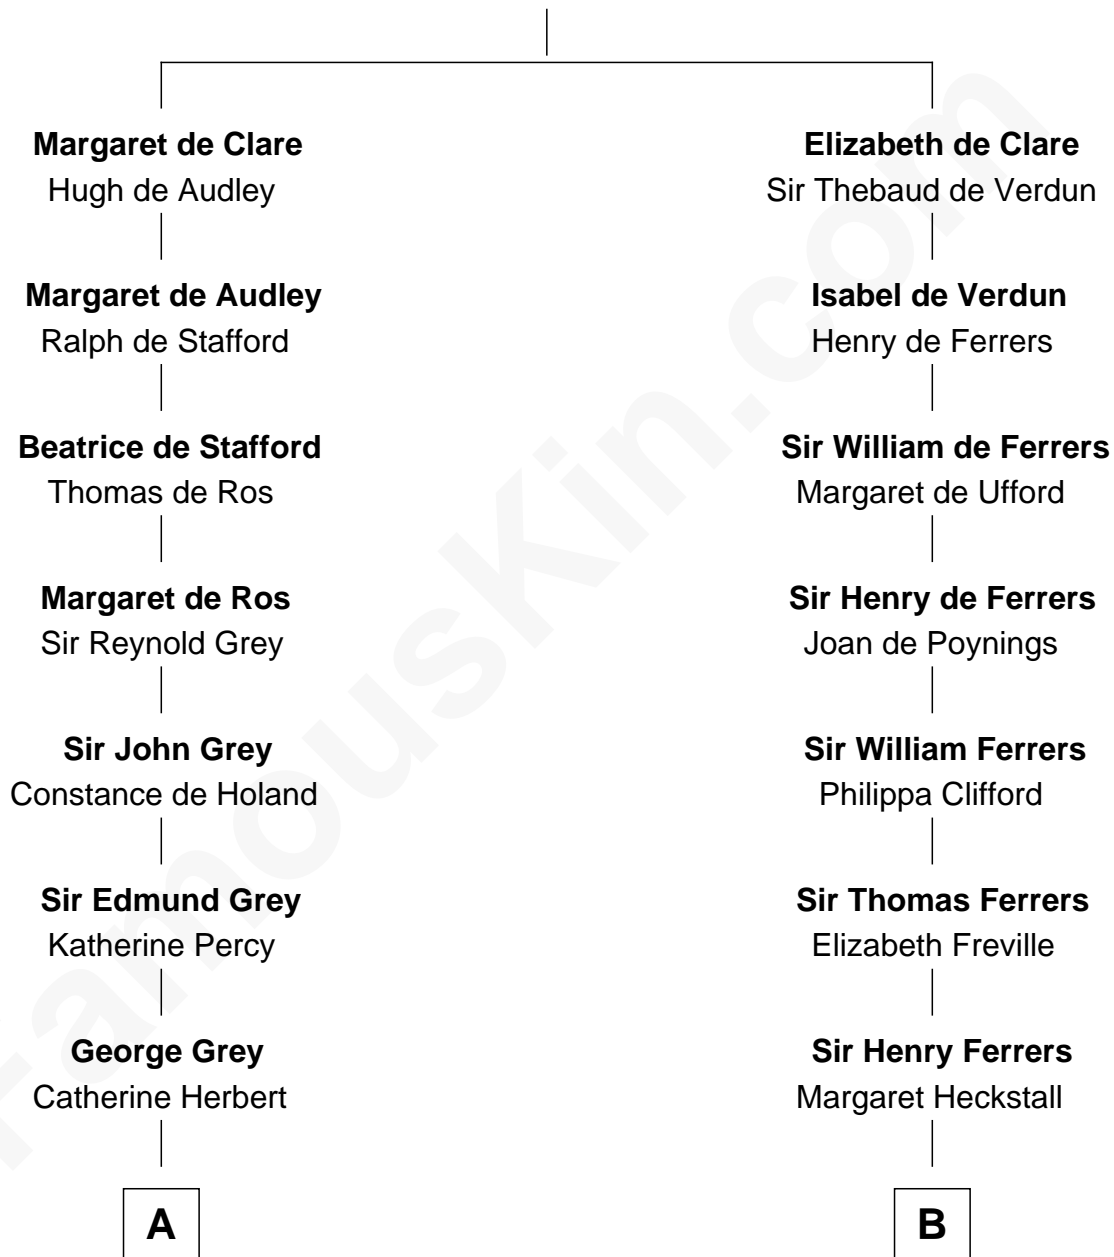 Margaret de Clare
Hugh de Audley
Margaret de Audley
Ralph de Stafford
Beatrice de Stafford
Thomas de Ros
Margaret de Ros
Sir Reynold Grey
Sir John Grey
Constance de Holand
Sir Edmund Grey
Katherine Percy
George Grey
Catherine Herbert
A
Elizabeth de Clare
Sir Thebaud de Verdun
Isabel de Verdun
Henry de Ferrers
Sir William de Ferrers
Margaret de Ufford
Sir Henry de Ferrers
Joan de Poynings
Sir William Ferrers
Philippa Clifford
Sir Thomas Ferrers
Elizabeth Freville
Sir Henry Ferrers
Margaret Heckstall
B
FamousKin.com